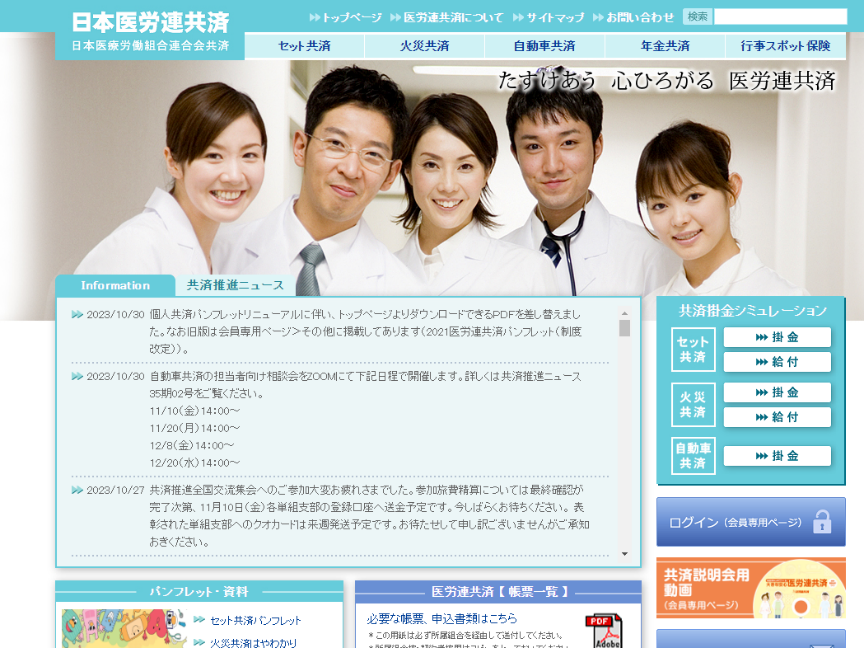 日本医労連共済
日本医療労働組合連合会共済
トップページ 医労連共済について サイトマップ お問い合わせ 検索
セット共済 火災共済 自動車共済 年金共済 行事スポット保険
たすけあう 心ひろがる 医労連共済
Information 共済推進ニュース
2023/10/30 個人共済パンフレットリニューアルに伴い、トップページよりダウンロードできるPDFを差し替えまし
た。なお旧版は会員専用ページ＞その他に掲載してあります（2021医労連共済パンフレット（制度
改定））。
2023/10/30 自動車共済の担当者向け相談会をZOOMにて下記日程で開催します。詳しくは共済推進ニュース
35期02号をご覧ください。
11/10（金）14：00～
11/20（月）14：00～
12/8（金）14：00～
12/20（水）14：00～
2023/10/27 共済推進全国交流集会へのご参加大変お疲れさまでした。参加旅費精算については最終確認が
完了次第、11月10日（金）各単組支部の登録口座へ送金予定です。今しばらくお待ちください。 表
彰された単組支部へのクオカードは来週発送予定です。お待たせして申し訳ございませんがご承知
おきください。
共済掛金シミュレーション
セット
共済
掛 金
給 付
火 災
共 済
掛 金
給 付
自動車
共 済
掛 金
ログイン（会員専用ページ）
共済説明会用
動画
（会員専用ページ）
医労連共済
パンフレット・資料
セット共済パンフレット
火災共済はやわかり
医労連共済【 帳票一覧 】
必要な帳票、申込書類はこちら
＊この用紙は必ず所属組合を経由して送付してください。
PDF
Adobe